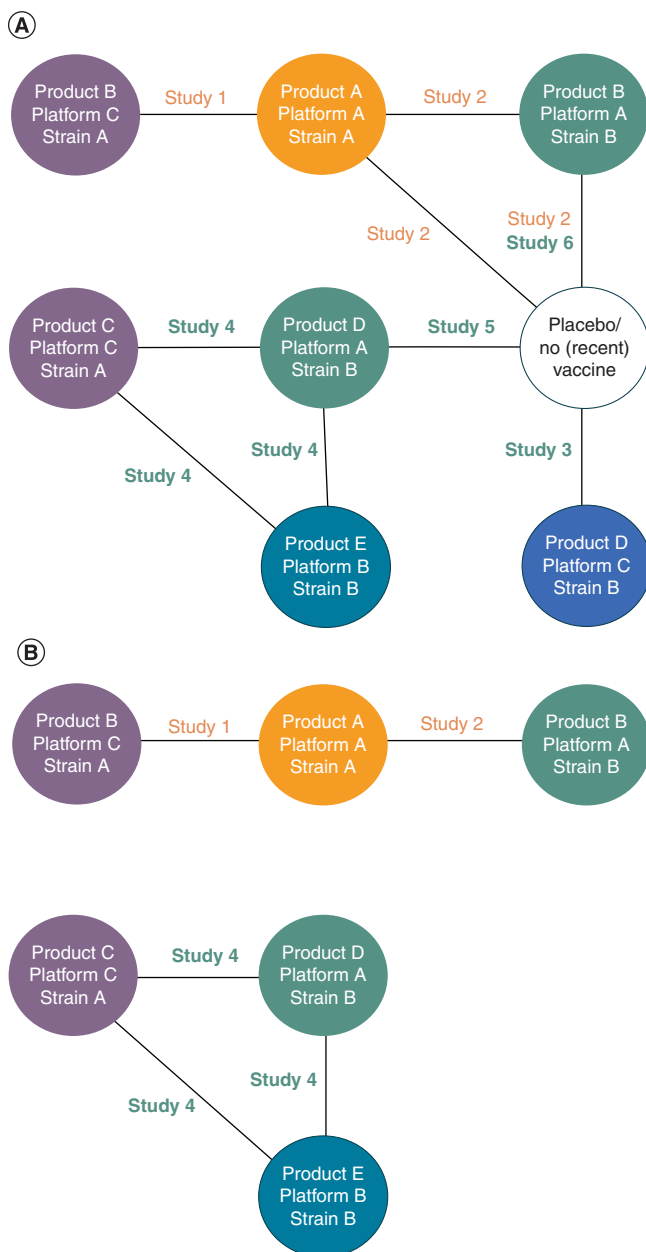 A
Product B
Platform C
Strain A
Study 1
Product A
Platform A
Strain A
Study 2
Product B
Platform A
Strain B
Study 2
Study 2
Study 6
Product C
Platform C
Strain A
Study 4
Product D
Platform A
Strain B
Study 5
Placebo/
no (recent)
vaccine
Study 4
Study 4
Study 3
Product E
Platform B
Strain B
Product D
Platform C
Strain B
B
Product B
Platform C
Strain A
Study 1
Product A
Platform A
Strain A
Study 2
Product B
Platform A
Strain B
Product C
Platform C
Strain A
Study 4
Product D
Platform A
Strain B
Study 4
Study 4
Product E
Platform B
Strain B